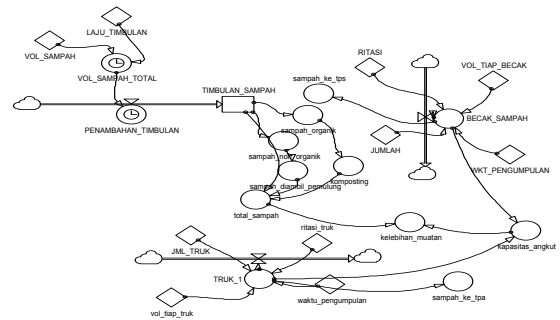 LAJU_TIMBULAN
VOL_SAMPAH
VOL_SAMPAH_TOTAL
PENAMBAHAN_TIMBULAN
TIMBULAN_SAMPAH
sampah_organik
sampah_non_organik
sampah_diambil_pemulung
komposting
total_sampah
RITASI
sampah_ke_tps
VOL_TIAP_BECAK
BECAK_SAMPAH
JUMLAH
WKT_PENGUMPULAN
kelebihan_muatan
kapasitas_angkut
ritasi_truk
JML_TRUK
TRUK_1
vol_tiap_truk
waktu_pengumpulan
sampah_ke_tpa